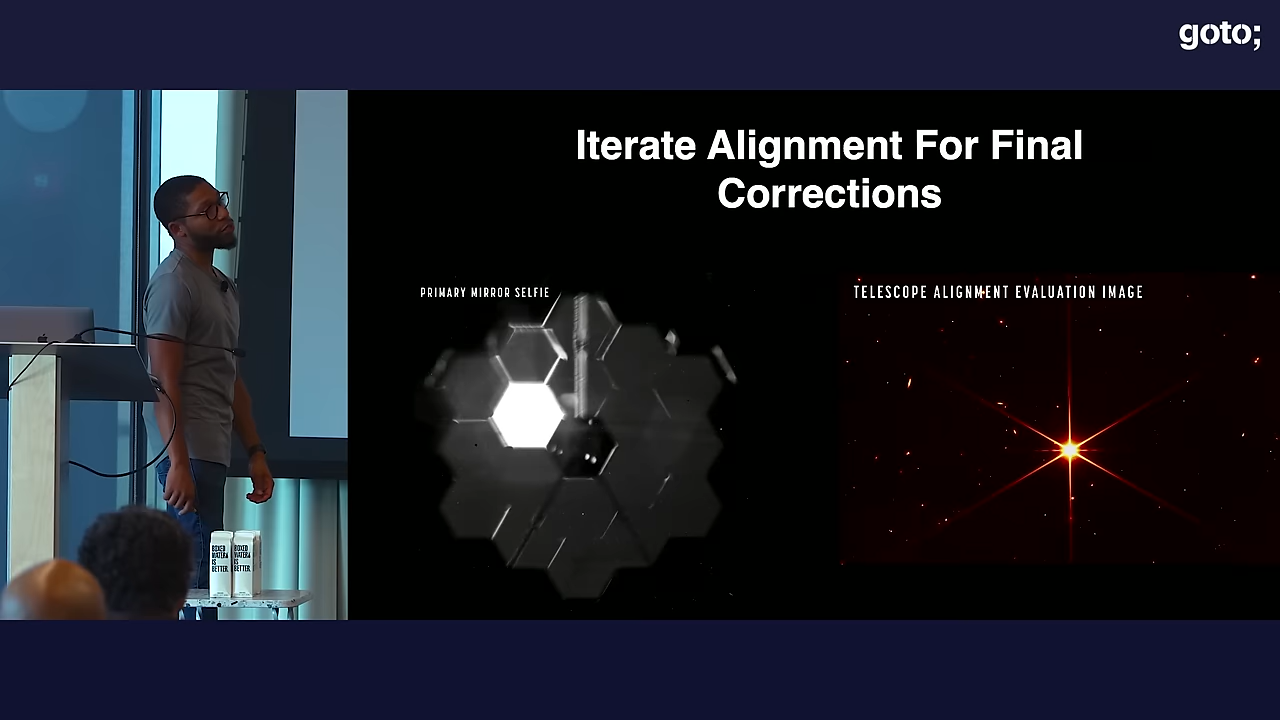 goto;
Iterate Alignment For Final
Corrections
PRIMARY MIRROR SELFIE
TELESCOPE ALIGNMENT EVALUATION IMAGE
BOXED
WATER
IS
BETTER.
BOXED
WATER
IS
BETTER.